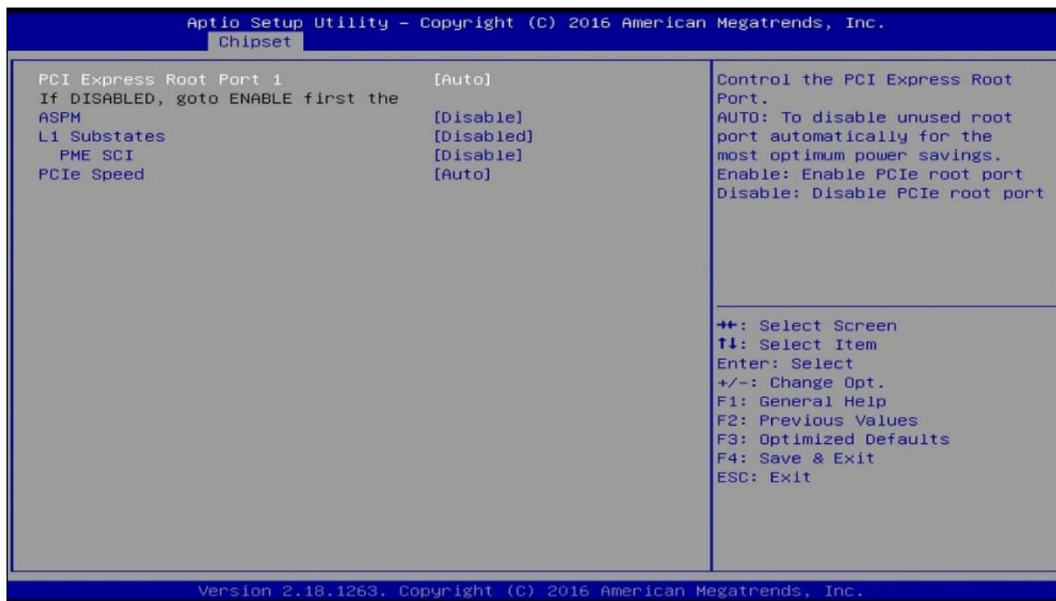 Aptio Setup Utility – Copyright (C) 2016 American Megatrends, Inc.
Chipset
PCI Express Root Port 1 [Auto]
If DISABLED, goto ENABLE first the
ASPM [Disable]
L1 Substates [Disabled]
PME SCI [Disable]
PCIe Speed [Auto]
Control the PCI Express Root
Port.
AUTO: To disable unused root
port automatically for the
most optimum power savings.
Enable: Enable PCIe root port
Disable: Disable PCIe root port
→←: Select Screen
↑↓: Select Item
Enter: Select
+/-: Change Opt.
F1: General Help
F2: Previous Values
F3: Optimized Defaults
F4: Save & Exit
ESC: Exit
Version 2.18.1263. Copyright (C) 2016 American Megatrends, Inc.